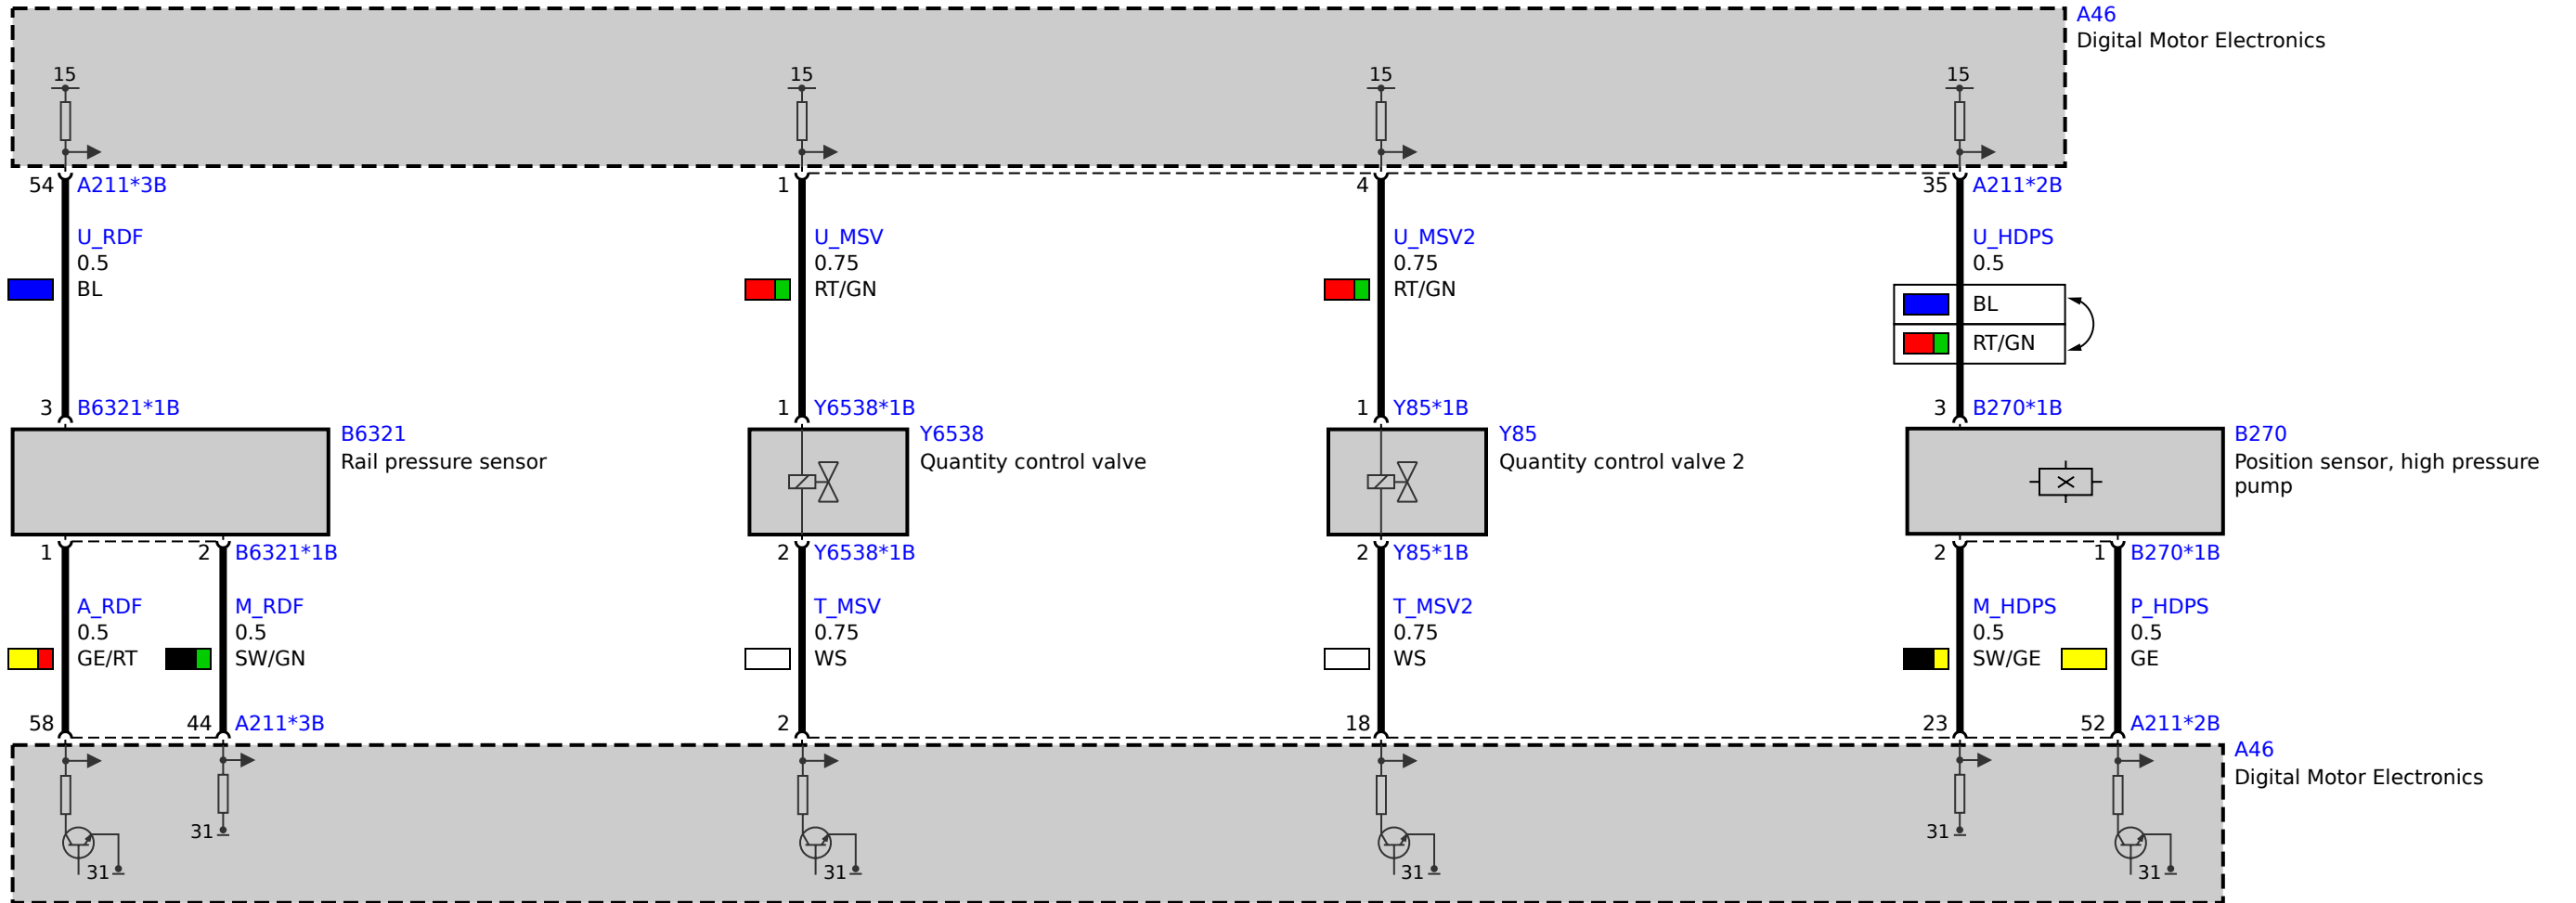 A46
Digital Motor Electronics
15
15
15
15
54 A211*3B
1
4
35 A211*2B
U_RDF
0.5
BL
U_MSV
0.75
RT/GN
U_MSV2
0.75
RT/GN
U_HDPS
0.5
BL
RT/GN
3 B6321*1B
1 Y6538*1B
1 Y85*1B
3 B270*1B
B6321
Rail pressure sensor
Y6538
Quantity control valve
Y85
Quantity control valve 2
B270
Position sensor, high pressure
pump
1
2 B6321*1B
2 Y6538*1B
2 Y85*1B
2
1 B270*1B
A_RDF
0.5
GE/RT
M_RDF
0.5
SW/GN
T_MSV
0.75
WS
T_MSV2
0.75
WS
M_HDPS
0.5
SW/GE
P_HDPS
0.5
GE
58
44 A211*3B
2
18
23
52 A211*2B
A46
Digital Motor Electronics
31
31
31
31
31
31